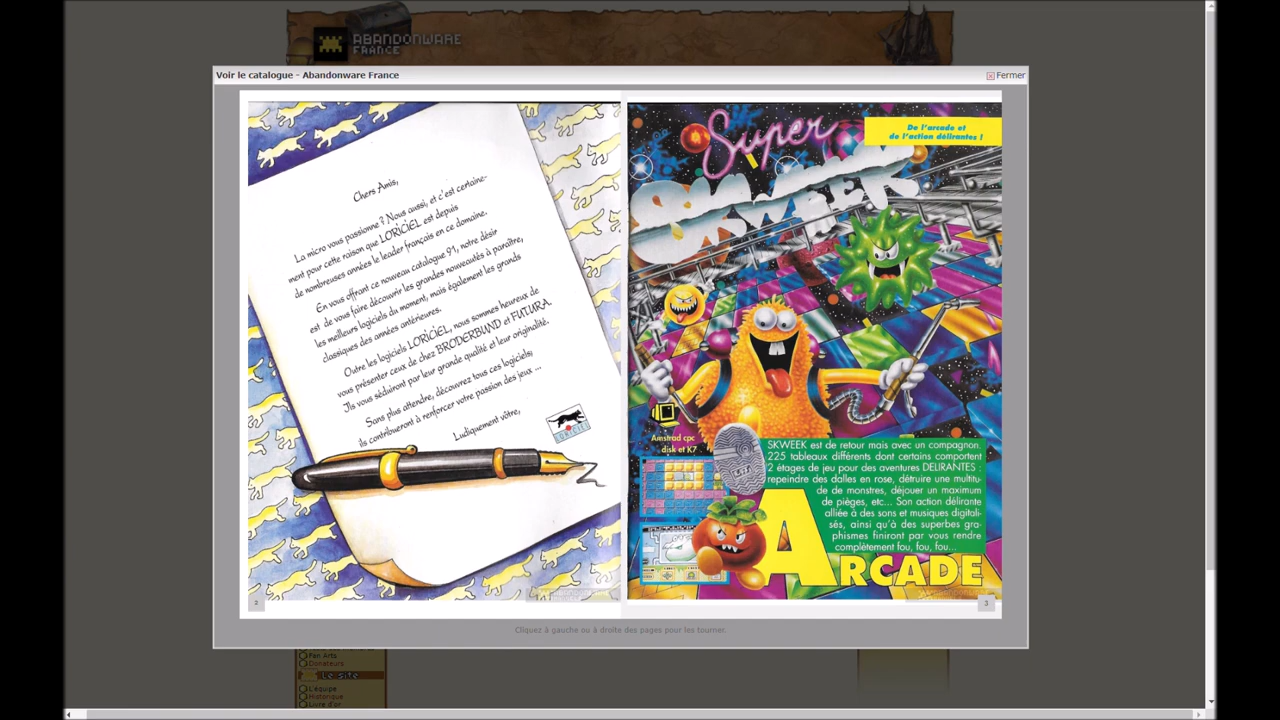 ABANDONWARE
FRANCE
Voir le catalogue - Abandonware France
Fermer
Chers Amis,
La micro vous passionne ? Nous aussi, et c'est certaine-
ment pour cette raison que LORICIEL est depuis
de nombreuses années le leader français en ce domaine.
En vous offrant ce nouveau catalogue 91, notre désir
est de vous faire découvrir les grandes nouveautés à paraître,
les meilleurs logiciels du moment, mais également les grands
classiques des années antérieures.
Outre les logiciels LORICIEL, nous sommes heureux de
vous présenter ceux de chez BRODERBUND et FUTURA.
Ils vous séduiront par leur grande qualité et leur originalité.
Sans plus attendre, découvrez tous ces logiciels;
ils contribueront à renforcer votre passion des jeux ...
Ludiquement vôtre,
LORICIEL
2
Super
SKWEEK
De l'arcade et
de l'action délirantes !
Amstrad cpc
disk et K7
SKWEEK est de retour mais avec un compagnon.
225 tableaux différents dont certains comportent
2 étages de jeu pour des aventures DELIRANTES :
repeindre des dalles en rose, détruire une multitu-
de de monstres, déjouer un maximum
de pièges, etc... Son action délirante
alliée à des sons et musiques digitali-
sés, ainsi qu'à des superbes gra-
phismes finiront par vous rendre
complètement fou, fou, fou...
ARCADE
3
Cliquez à gauche ou à droite des pages pour les tourner.
Fan Arts
Donateurs
Le site
L'équipe
Historique
Livre d'or